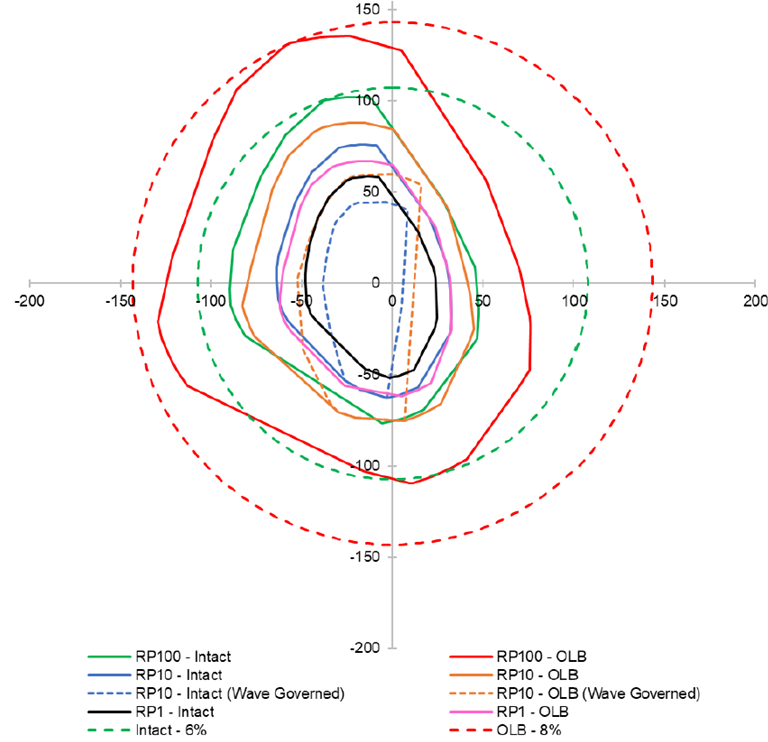 150
100
50
0
-200 -150 -100 -50 0 50 100 150 200
-50
-100
-150
-200
RP100 - Intact RP100 - OLB
RP10 - Intact RP10 - OLB
RP10 - Intact (Wave Governed) RP10 - OLB (Wave Governed)
RP1 - Intact RP1 - OLB
Intact - 6% OLB - 8%